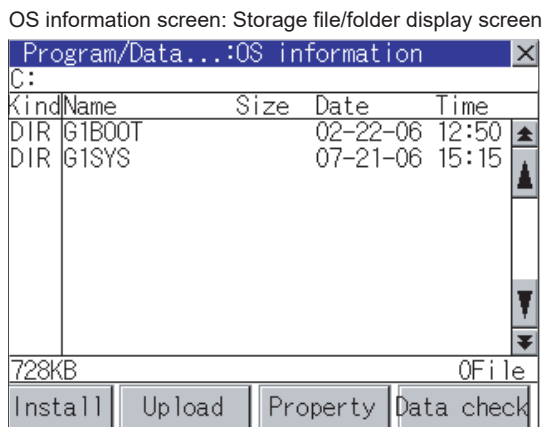 OS information screen: Storage file/folder display screen
Program/Data...:OS information
C:
Kind Name Size Date Time
DIR G1BOOT 02-22-06 12:50
DIR G1SYS 07-21-06 15:15
728KB 0File
Install Upload Property Data check